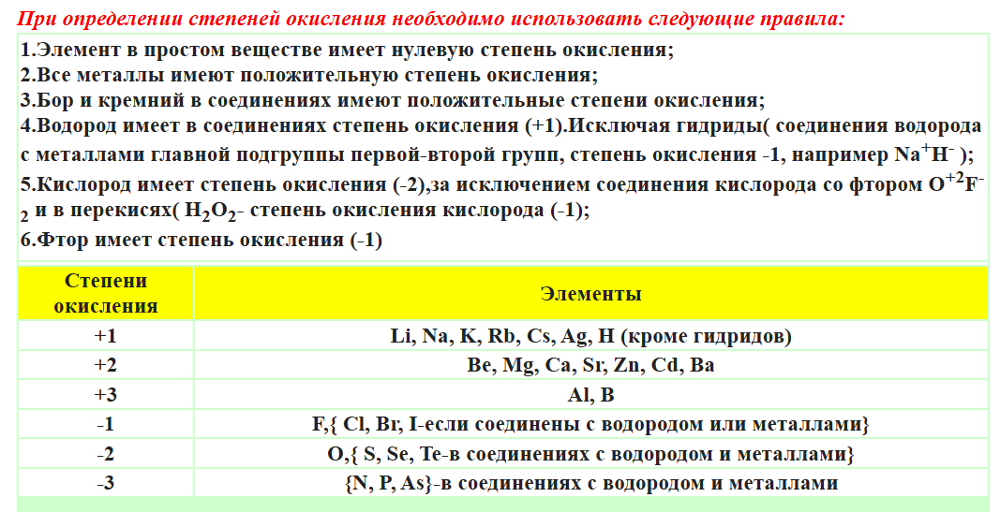 При определении степеней окисления необходимо использовать следующие правила:
1.Элемент в простом веществе имеет нулевую степень окисления;
2.Все металлы имеют положительную степень окисления;
3.Бор и кремний в соединениях имеют положительные степени окисления;
4.Водород имеет в соединениях степень окисления (+1).Исключая гидриды( соединения водорода
с металлами главной подгруппы первой-второй групп, степень окисления -1, например Na⁺H⁻ );
5.Кислород имеет степень окисления (-2),за исключением соединения кислорода со фтором O⁺²F⁻
₂ и в перекисях( H₂O₂- степень окисления кислорода (-1);
6.Фтор имеет степень окисления (-1)
Степени окисления Элементы
+1 Li, Na, K, Rb, Cs, Ag, H (кроме гидридов)
+2 Be, Mg, Ca, Sr, Zn, Cd, Ba
+3 Al, B
-1 F,{ Cl, Br, I-если соединены с водородом или металлами}
-2 O,{ S, Se, Te-в соединениях с водородом и металлами}
-3 {N, P, As}-в соединениях с водородом и металлами